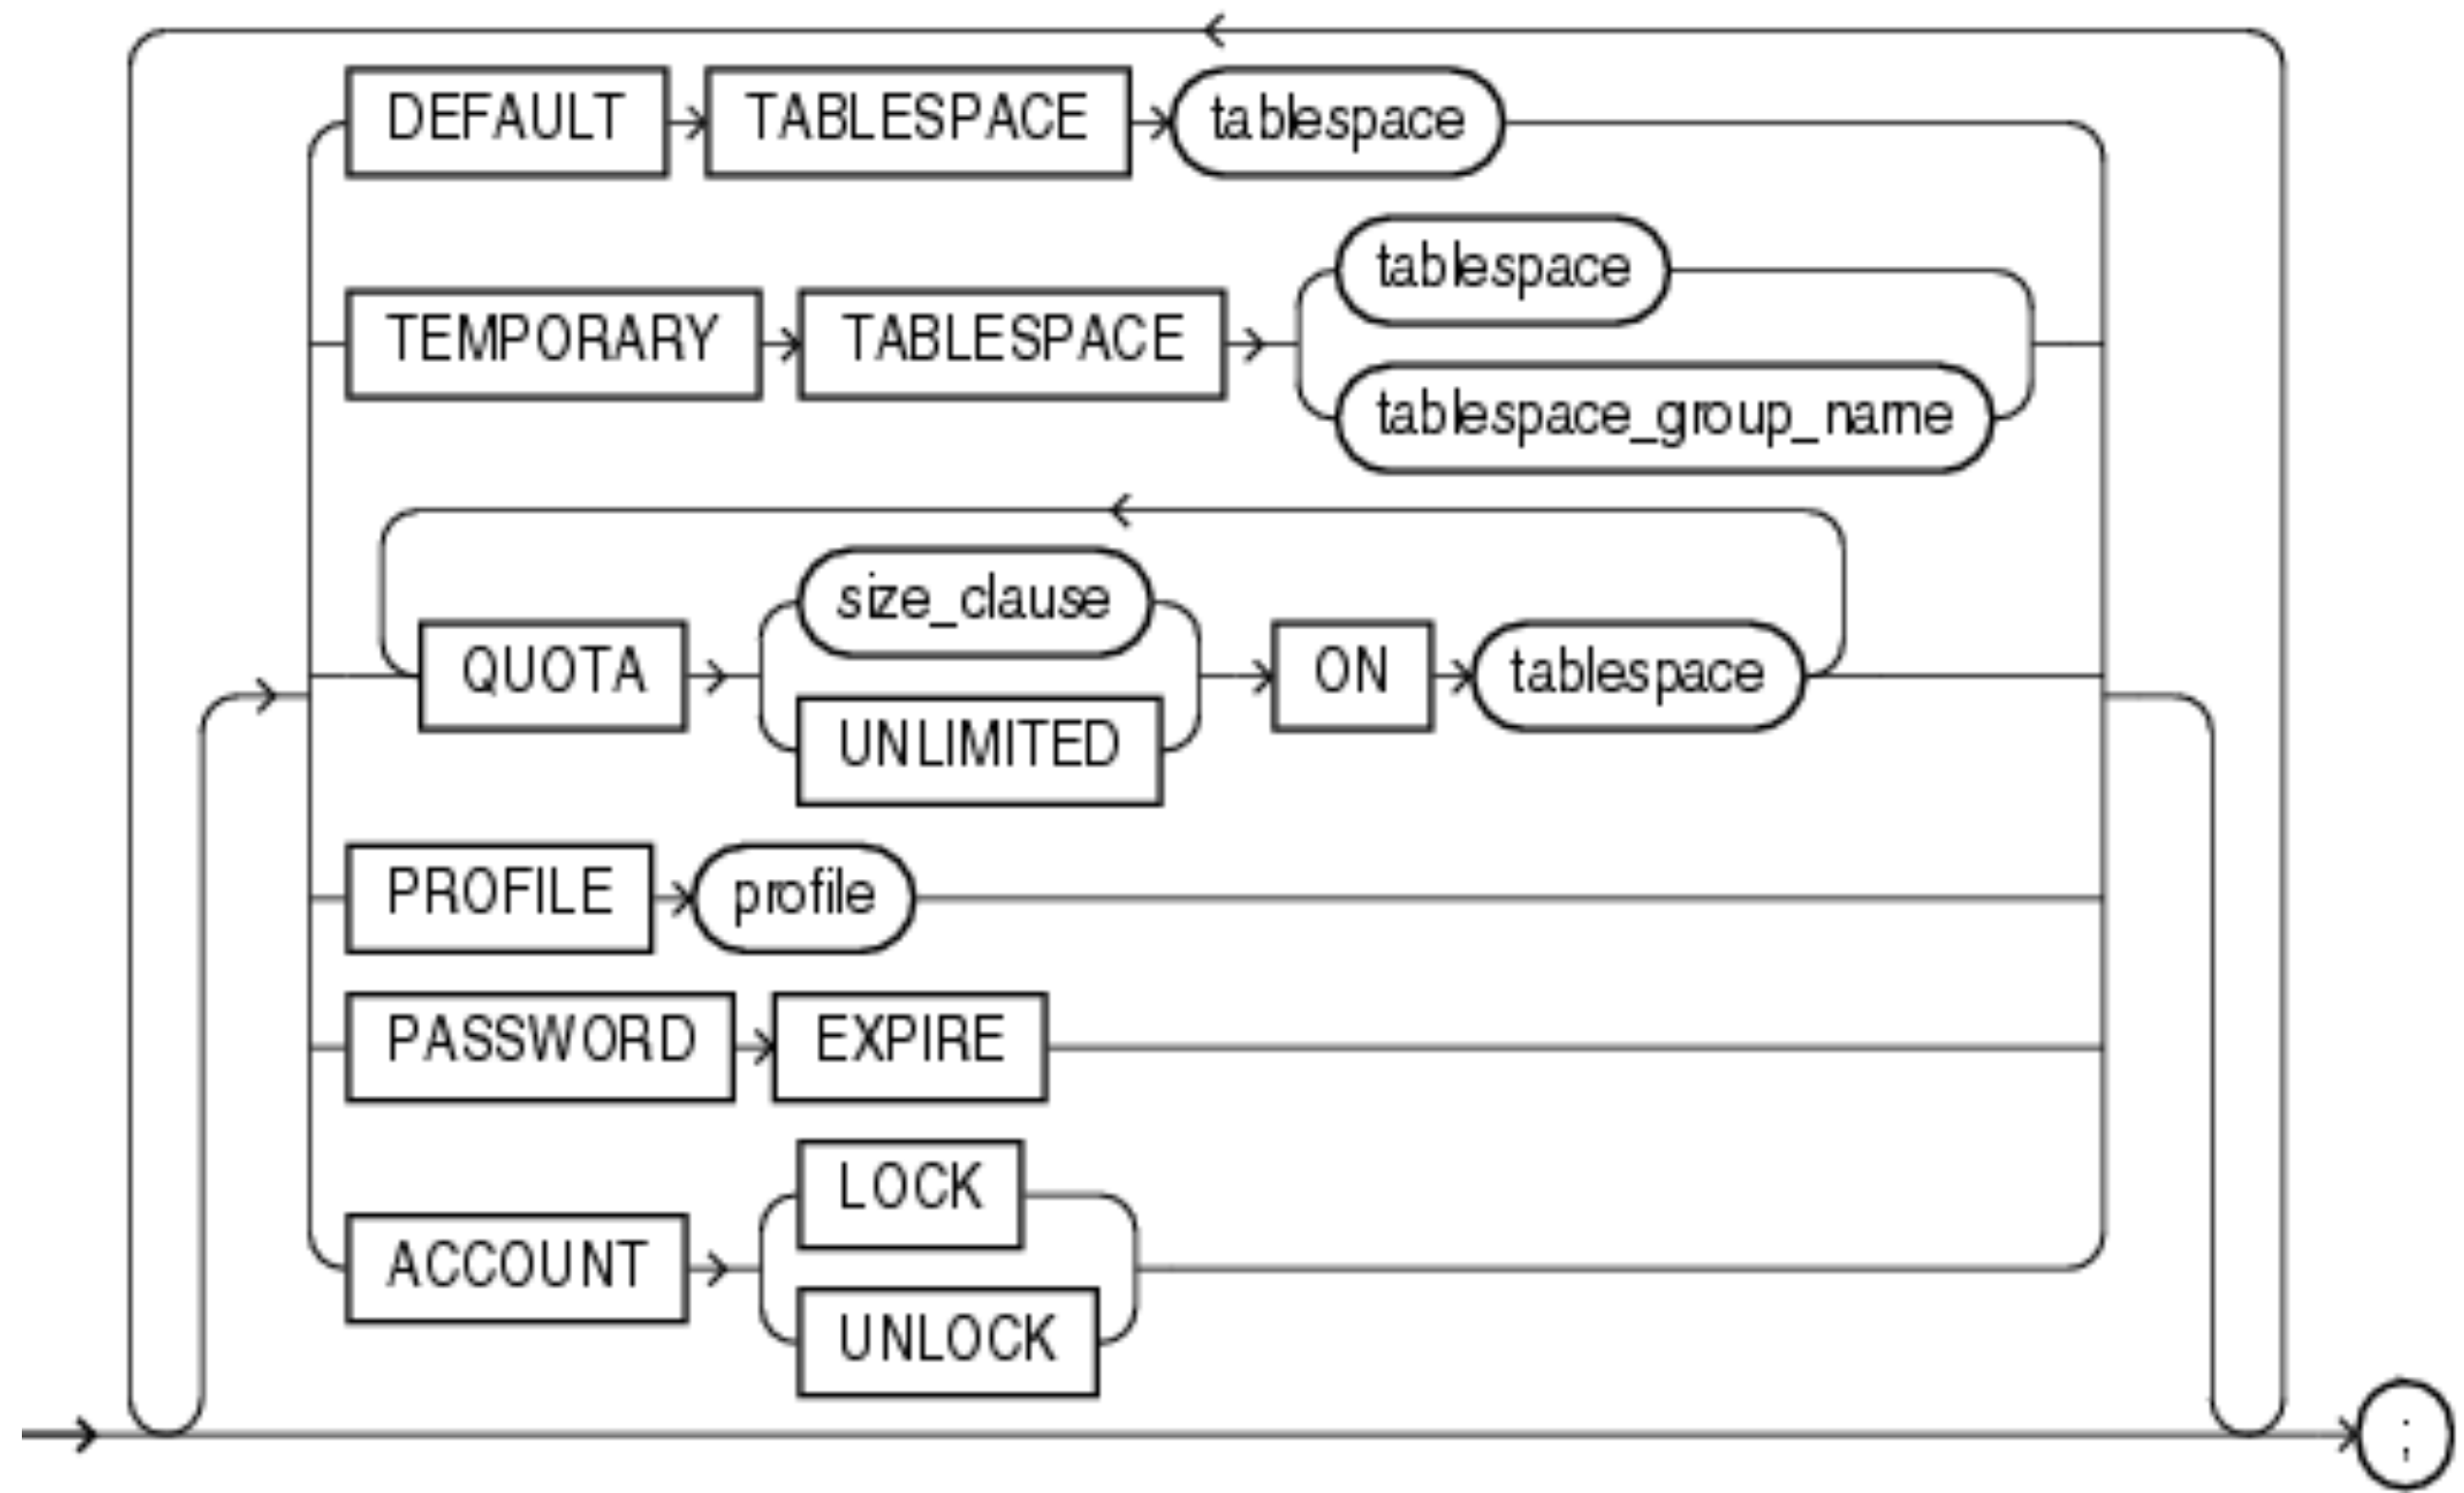 DEFAULT TABLESPACE tablespace
tablespace
TEMPORARY TABLESPACE
tablespace_group_name
size_clause
QUOTA ON tablespace
UNLIMITED
PROFILE profile
PASSWORD EXPIRE
LOCK
ACCOUNT
UNLOCK
;